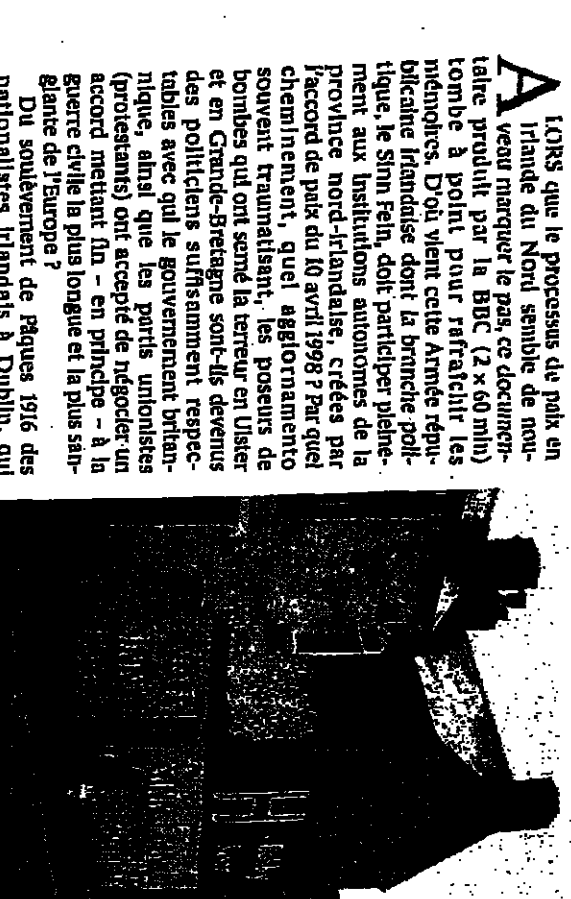 ALORS que le processus de paix en
Irlande du Nord semble de nou-
veau marquer le pas, ce documen-
taire produit par la BBC (2 x 60 min)
tombe à point pour rafraîchir les
mémoires. D'où vient cette Armée répu-
blicaine irlandaise dont la branche poli-
tique, le Sinn Fein, doit participer pleine-
ment aux institutions autonomes de la
province nord-irlandaise, créées par
l'accord de paix du 10 avril 1998 ? Par quel
cheminement, quel aggiornamento
souvent traumatisant, les poseurs de
bombes qui ont semé la terreur en Ulster
et en Grande-Bretagne sont-ils devenus
des politiciens suffisamment respec-
tables avec qui le gouvernement britan-
nique, ainsi que les partis unionistes
(protestants) ont accepté de négocier un
accord mettant fin – en principe – à la
guerre civile la plus longue et la plus san-
glante de l'Europe ?
Du soulèvement de Pâques 1916 des
nationalistes irlandais à Dublin, qui